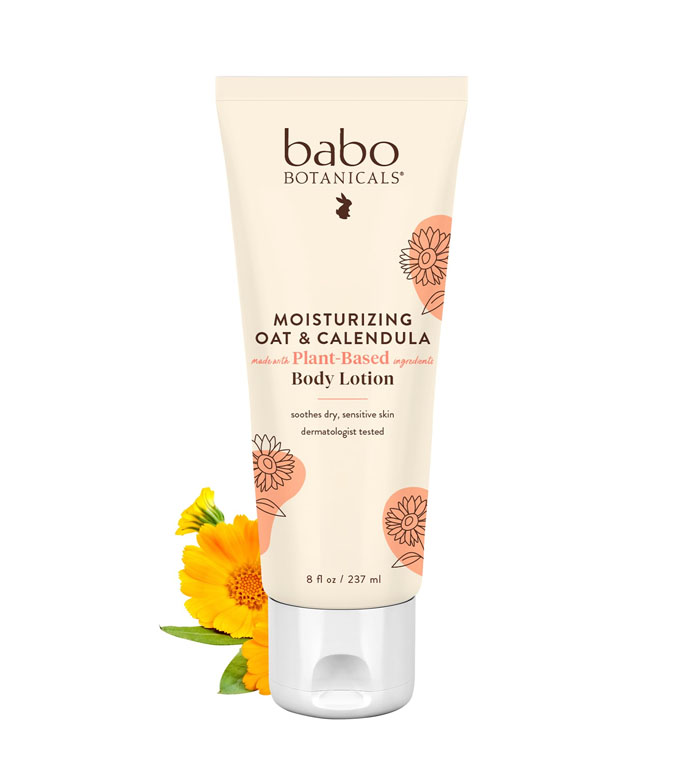 babo
BOTANICALS®
MOISTURIZING
OAT & CALENDULA
made with Plant-Based ingredients
Body Lotion
soothes dry, sensitive skin
dermatologist tested
8 fl oz / 237 ml